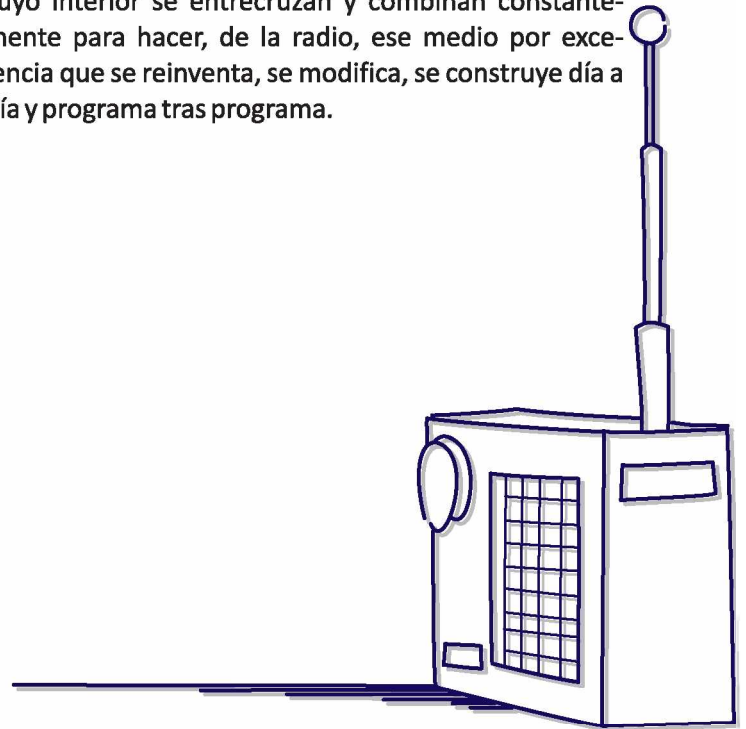 uyo interior se entrecruzan y combinan constante-
mente para hacer, de la radio, ese medio por exce-
encia que se reinventa, se modifica, se construye día a
ía y programa tras programa.